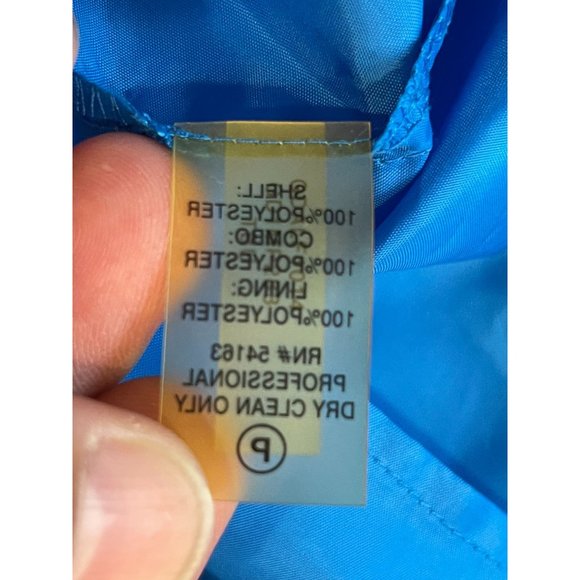 SHELL:
100%POLYESTER
COMBO:
100%POLYESTER
LINING:
100%POLYESTER
RN# 54163
PROFESSIONAL
DRY CLEAN ONLY
P